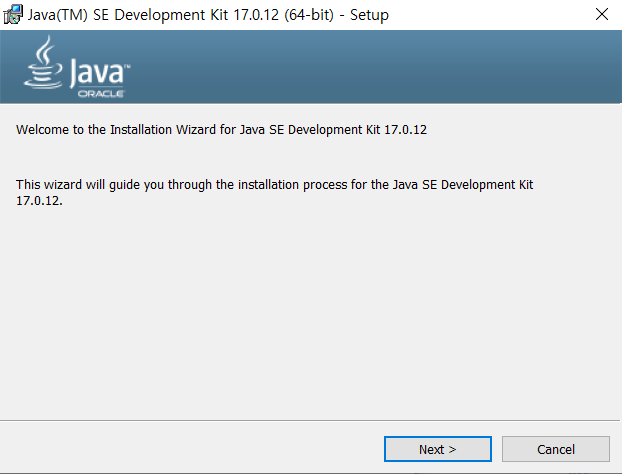 Java(TM) SE Development Kit 17.0.12 (64-bit) - Setup
Java™
ORACLE
Welcome to the Installation Wizard for Java SE Development Kit 17.0.12
This wizard will guide you through the installation process for the Java SE Development Kit
17.0.12.
Next >
Cancel